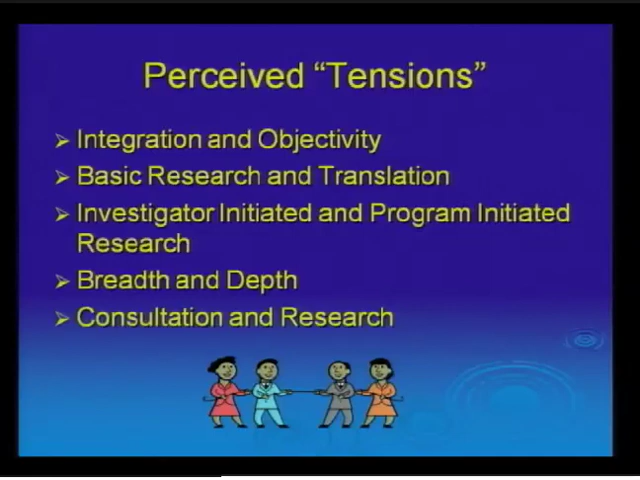 Perceived “Tensions”
➢ Integration and Objectivity
➢ Basic Research and Translation
➢ Investigator Initiated and Program Initiated
Research
➢ Breadth and Depth
➢ Consultation and Research